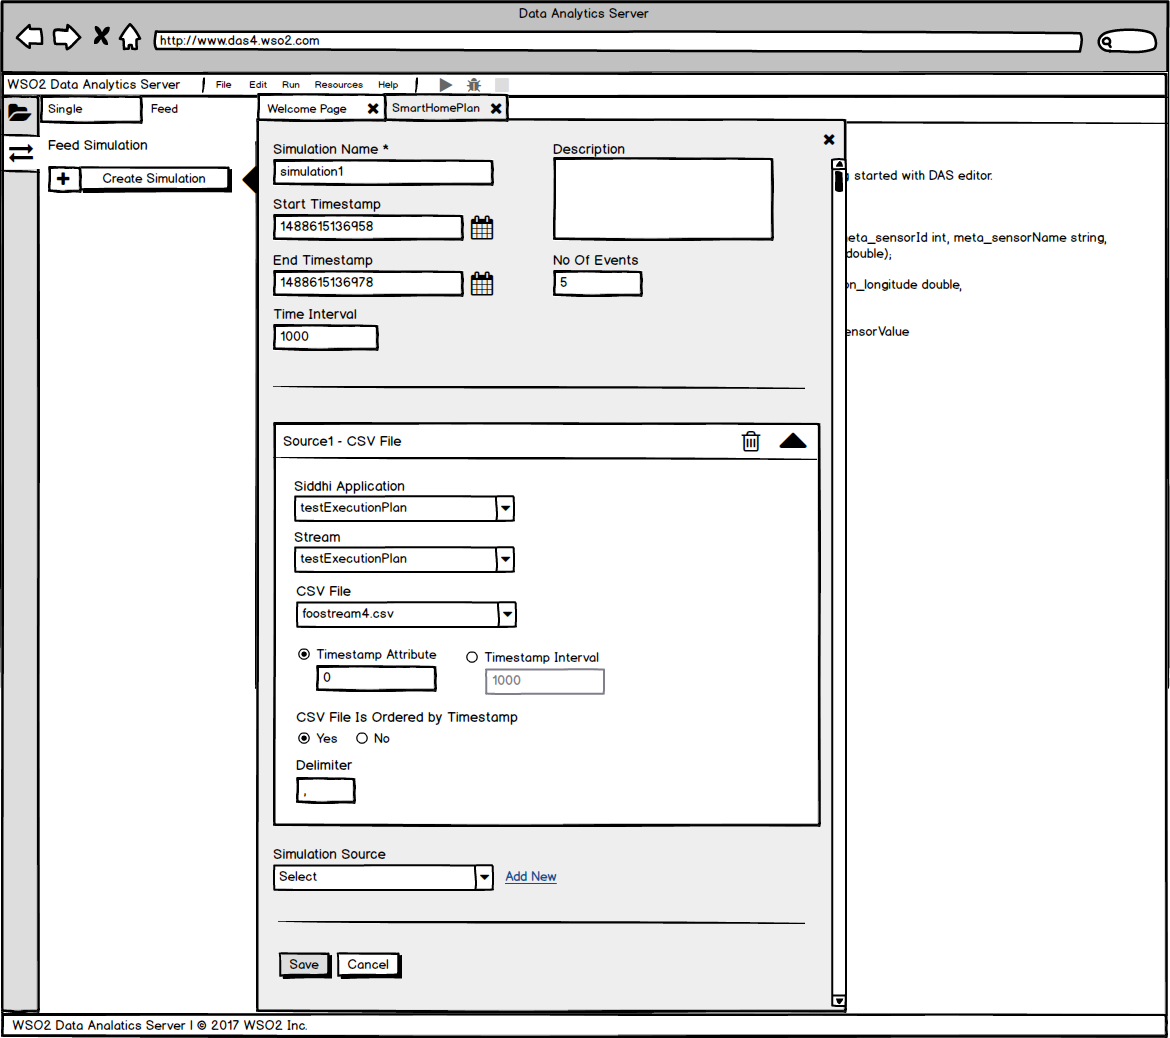 Data Analytics Server
http://www.das4.wso2.com
WSO2 Data Analytics Server File Edit Run Resources Help
Single Feed
Welcome Page SmartHomePlan
Feed Simulation
Create Simulation
Simulation Name *
simulation1
Description
Start Timestamp
1488615136958
End Timestamp
1488615136978
No Of Events
5
Time Interval
1000
started with DAS editor.
meta_sensorId int, meta_sensorName string,
double);
on_longitude double,
ensorValue
Source1 - CSV File
Siddhi Application
testExecutionPlan
Stream
testExecutionPlan
CSV File
foostream4.csv
Timestamp Attribute
0
Timestamp Interval
1000
CSV File Is Ordered by Timestamp
Yes No
Delimiter
,
Simulation Source
Select Add New
Save Cancel
WSO2 Data Analatics Server | © 2017 WSO2 Inc.